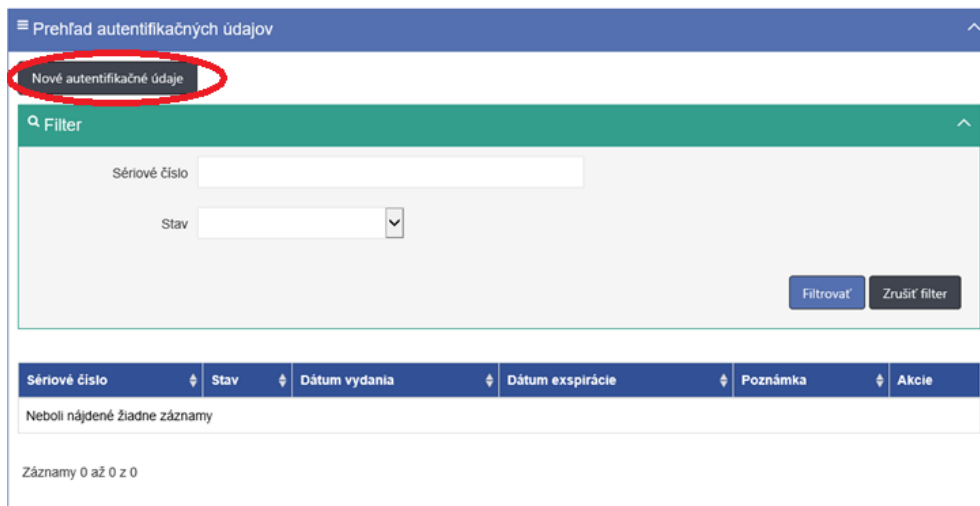 Prehľad autentifikačných údajov
Nové autentifikačné údaje
Filter
Sériové číslo
Stav
Filtrovať Zrušiť filter
Sériové číslo Stav Dátum vydania Dátum exspirácie Poznámka Akcie
Neboli nájdené žiadne záznamy
Záznamy 0 až 0 z 0